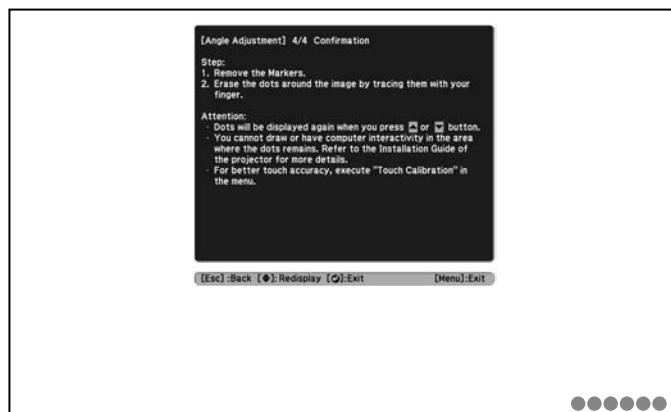 [Angle Adjustment] 4/4 Confirmation
Step:
1. Remove the Markers.
2. Erase the dots around the image by tracing them with your
finger.
Attention:
· Dots will be displayed again when you press or button.
· You cannot draw or have computer interactivity in the area
where the dots remains. Refer to the Installation Guide of
the projector for more details.
· For better touch accuracy, execute "Touch Calibration" in
the menu.
[Esc] :Back [◆]: Redisplay [⏎]:Exit [Menu]:Exit